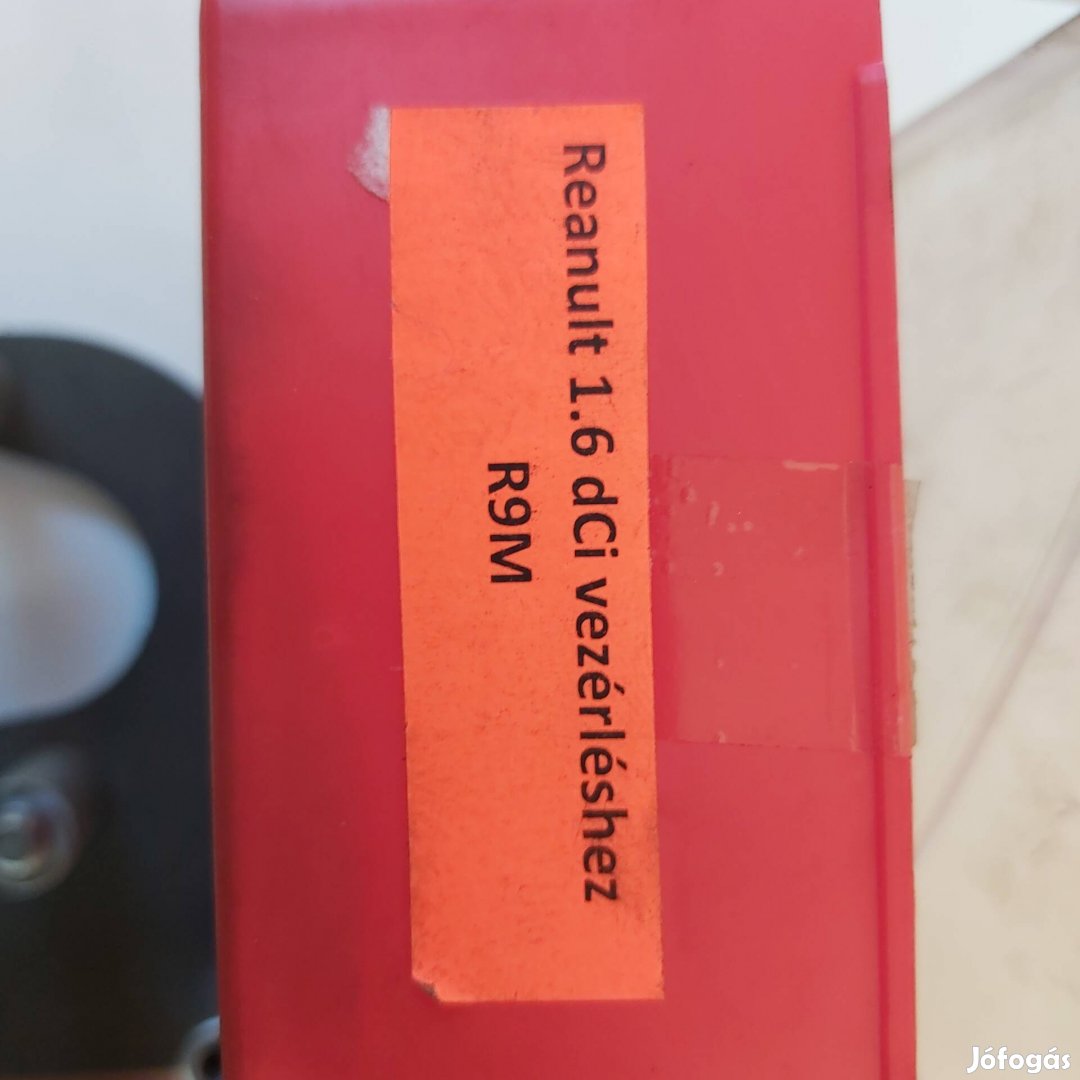 Reanult 1.6 dCi vezérléshez
R9M
Jófogás